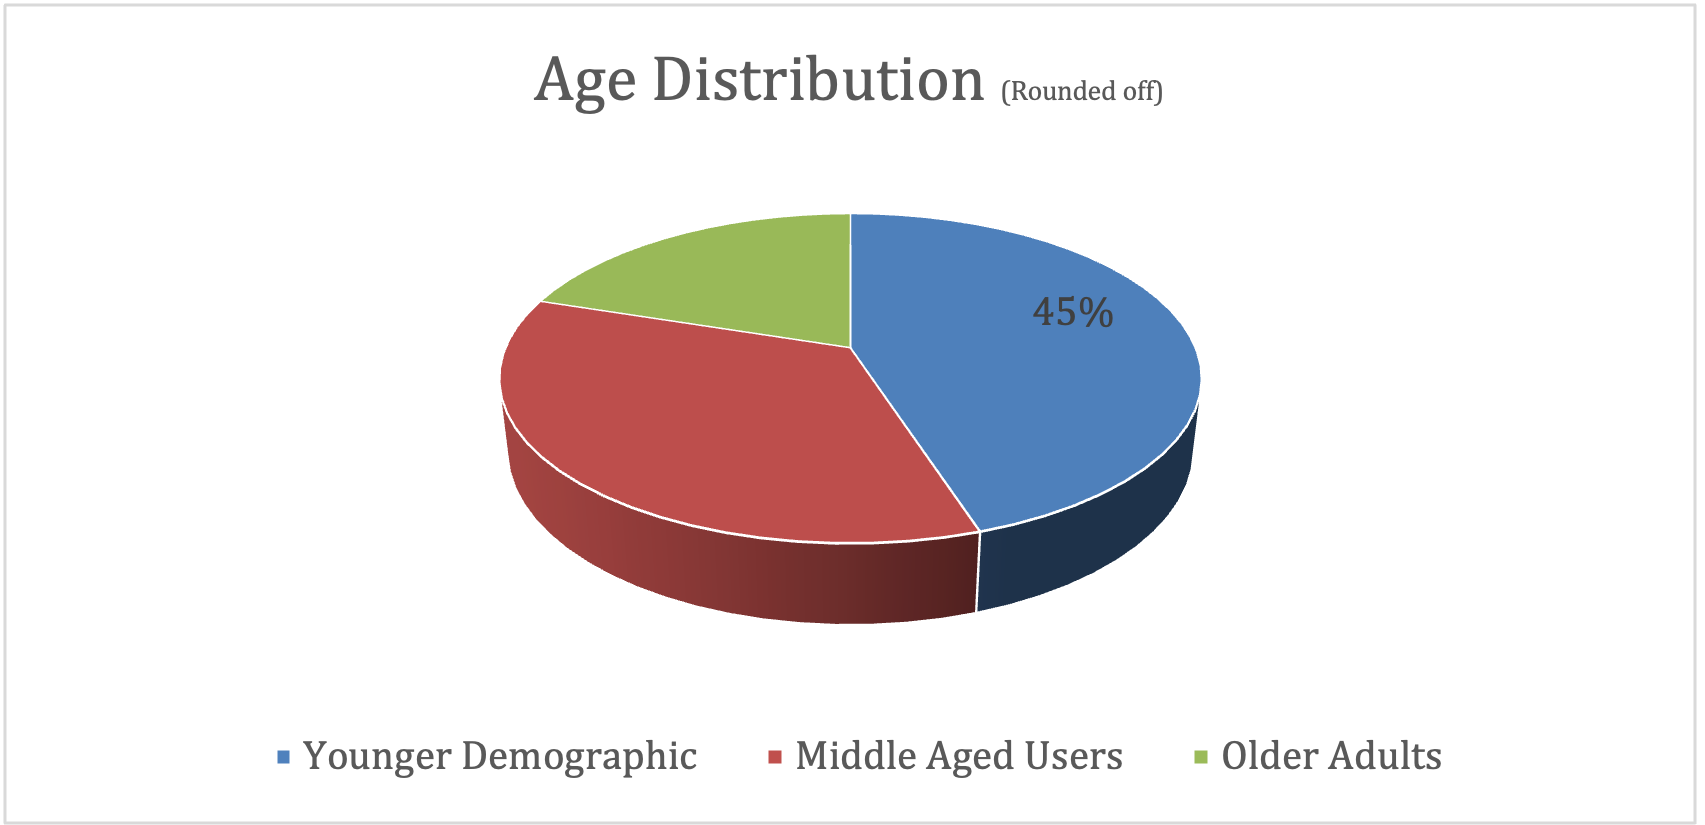 Age Distribution (Rounded off)
45%
Younger Demographic Middle Aged Users Older Adults